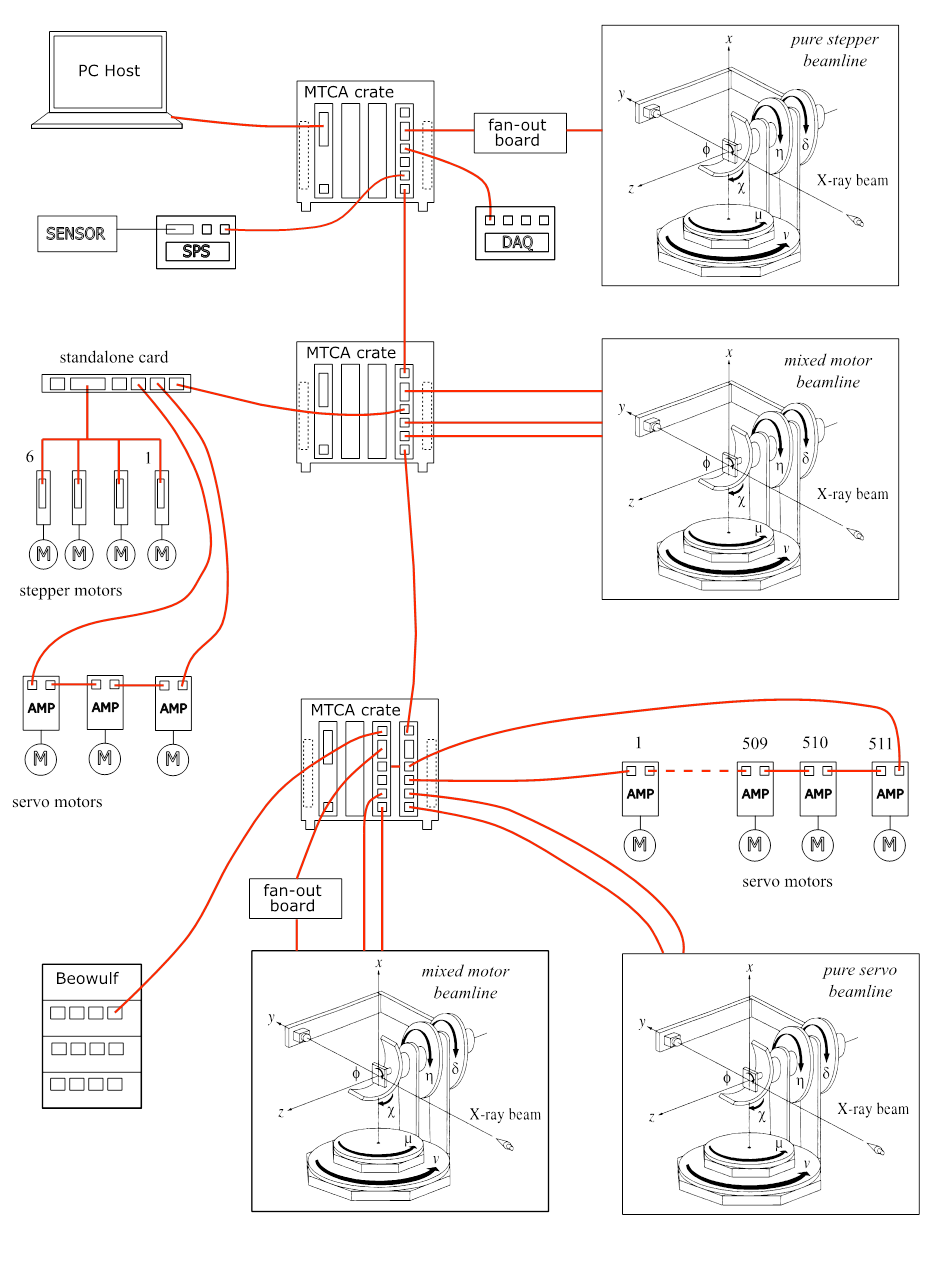 PC Host
MTCA crate
fan-out
board
pure stepper
beamline
x
y
z
ϕ
η
δ
χ
μ
ν
X-ray beam
SENSOR
SPS
DAQ
standalone card
6
1
M
M
M
M
stepper motors
MTCA crate
mixed motor
beamline
x
y
z
ϕ
η
δ
χ
μ
ν
X-ray beam
AMP
AMP
AMP
M
M
M
servo motors
MTCA crate
1
509
510
511
AMP
AMP
AMP
AMP
M
M
M
M
servo motors
fan-out
board
Beowulf
mixed motor
beamline
x
y
z
ϕ
η
δ
χ
μ
ν
X-ray beam
pure servo
beamline
x
y
z
ϕ
η
δ
χ
μ
ν
X-ray beam